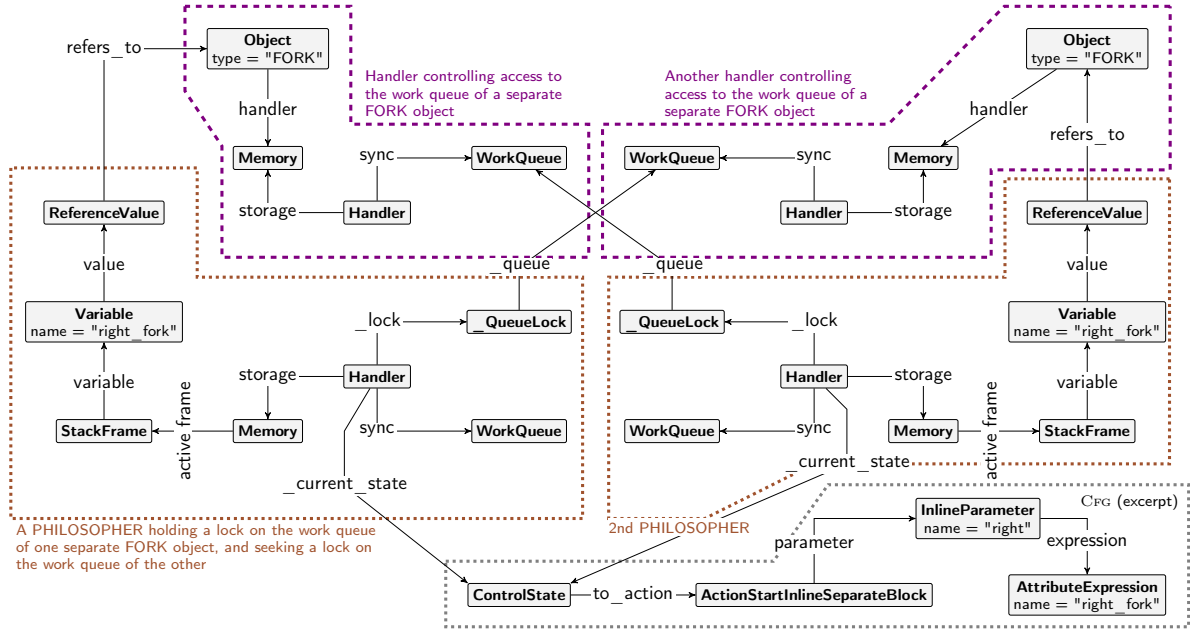 Object
type = "FORK"
refers_to
handler
Memory
storage
Handler
sync
WorkQueue
Handler controlling access to
the work queue of a separate
FORK object
Another handler controlling
access to the work queue of a
separate FORK object
Object
type = "FORK"
handler
refers_to
WorkQueue
sync
Memory
Handler
storage
ReferenceValue
value
Variable
name = "right_fork"
variable
StackFrame
active frame
Memory
storage
Handler
_lock
_QueueLock
_queue
sync
WorkQueue
_current_state
A PHILOSOPHER holding a lock on the work queue
of one separate FORK object, and seeking a lock on
the work queue of the other
_queue
_QueueLock
_lock
Handler
storage
WorkQueue
sync
Memory
active frame
StackFrame
variable
Variable
name = "right_fork"
value
ReferenceValue
_current_state
2nd PHILOSOPHER
CFG (excerpt)
ControlState
to_action
ActionStartInlineSeparateBlock
parameter
InlineParameter
name = "right"
expression
AttributeExpression
name = "right_fork"